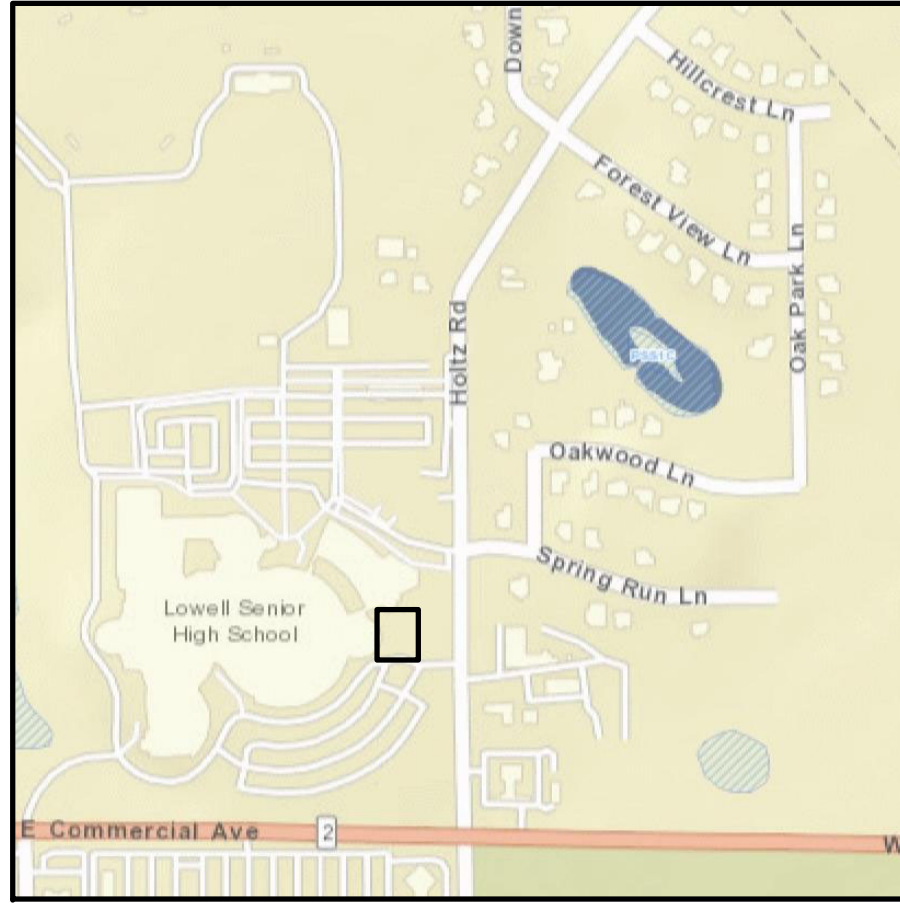 Down
Hillcrest Ln
Forest View Ln
Oak Park Ln
Holtz Rd
Oakwood Ln
Spring Run Ln
Lowell Senior
High School
E Commercial Ave
2
W